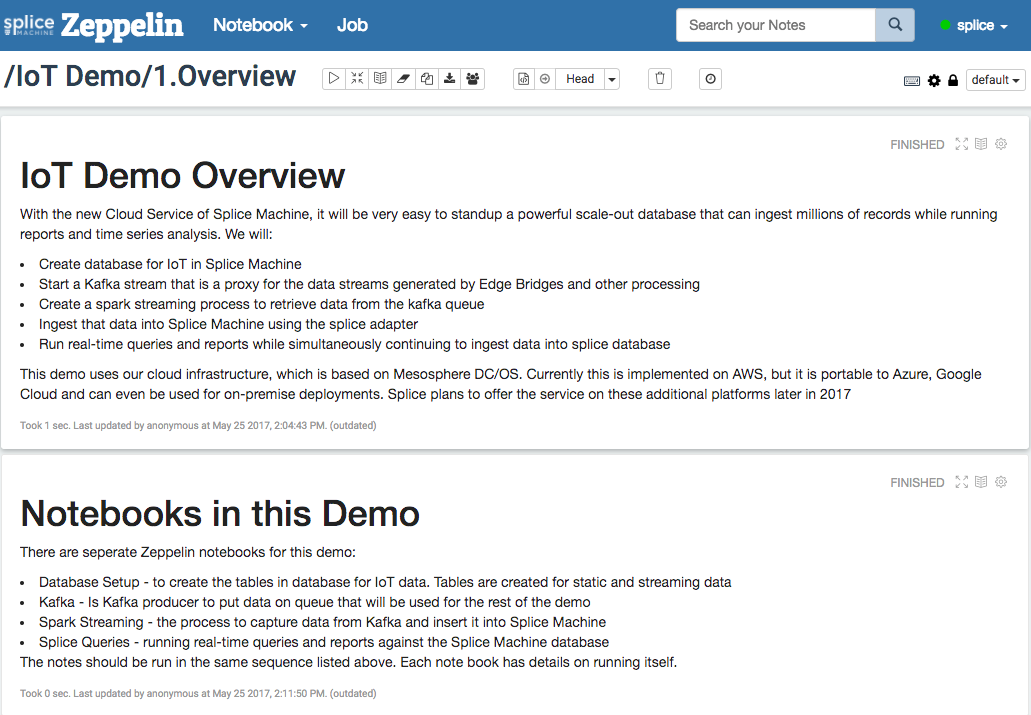 splice MACHINE Zeppelin Notebook Job Search your Notes splice
/IoT Demo/1.Overview Head default
FINISHED
IoT Demo Overview
With the new Cloud Service of Splice Machine, it will be very easy to standup a powerful scale-out database that can ingest millions of records while running
reports and time series analysis. We will:
• Create database for IoT in Splice Machine
• Start a Kafka stream that is a proxy for the data streams generated by Edge Bridges and other processing
• Create a spark streaming process to retrieve data from the kafka queue
• Ingest that data into Splice Machine using the splice adapter
• Run real-time queries and reports while simultaneously continuing to ingest data into splice database
This demo uses our cloud infrastructure, which is based on Mesosphere DC/OS. Currently this is implemented on AWS, but it is portable to Azure, Google
Cloud and can even be used for on-premise deployments. Splice plans to offer the service on these additional platforms later in 2017
Took 1 sec. Last updated by anonymous at May 25 2017, 2:04:43 PM. (outdated)
FINISHED
Notebooks in this Demo
There are seperate Zeppelin notebooks for this demo:
• Database Setup - to create the tables in database for IoT data. Tables are created for static and streaming data
• Kafka - Is Kafka producer to put data on queue that will be used for the rest of the demo
• Spark Streaming - the process to capture data from Kafka and insert it into Splice Machine
• Splice Queries - running real-time queries and reports against the Splice Machine database
The notes should be run in the same sequence listed above. Each note book has details on running itself.
Took 0 sec. Last updated by anonymous at May 25 2017, 2:11:50 PM. (outdated)